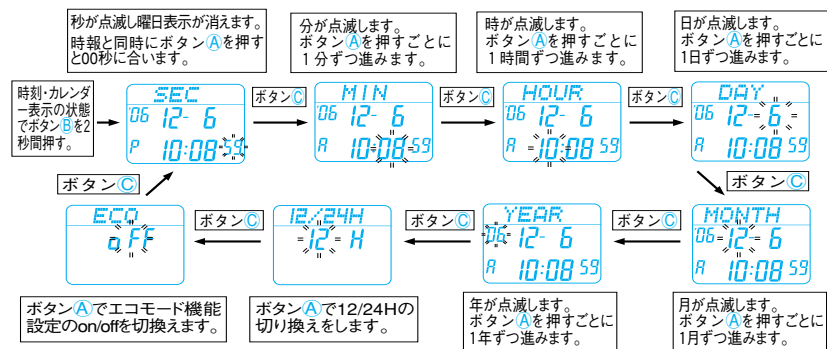 秒が点滅し曜日表示が消えます。
時報と同時にボタンⒶを押す
と00秒に合います。
分が点滅します。
ボタンⒶを押すごとに
1分ずつ進みます。
時が点滅します。
ボタンⒶを押すごとに
1時間ずつ進みます。
日が点滅します。
ボタンⒶを押すごとに
1日ずつ進みます。
時刻・カレンダ
ー表示の状態
でボタンⒷを2
秒間押す。
SEC
'06 12- 6
P 10:08 59
ボタンⒸ
MIN
'06 12- 6
A 10:08 59
ボタンⒸ
HOUR
'06 12- 6
A 10:08 59
ボタンⒸ
DAY
'06 12- 6
A 10:08 59
ボタンⒸ
ボタンⒸ
ECO
oFF
ボタンⒸ
12/24H
12 H
ボタンⒸ
YEAR
'06 12- 6
A 10:08 59
ボタンⒸ
MONTH
'06 12- 6
A 10:08 59
ボタンⒶでエコモード機能
設定のon/offを切換えます。
ボタンⒶで12/24Hの
切り換えをします。
年が点滅します。
ボタンⒶを押すごとに
1年ずつ進みます。
月が点滅します。
ボタンⒶを押すごとに
1月ずつ進みます。